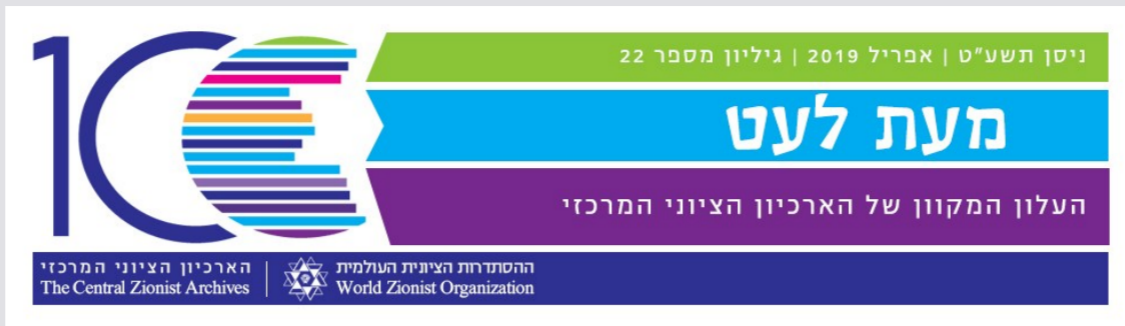 100
ניסן תשע"ט | אפריל 2019 | גיליון מספר 22
מעת לעט
העלון המקוון של הארכיון הציוני המרכזי
ההסתדרות הציונית העולמית | הארכיון הציוני המרכזי
The Central Zionist Archives | World Zionist Organization